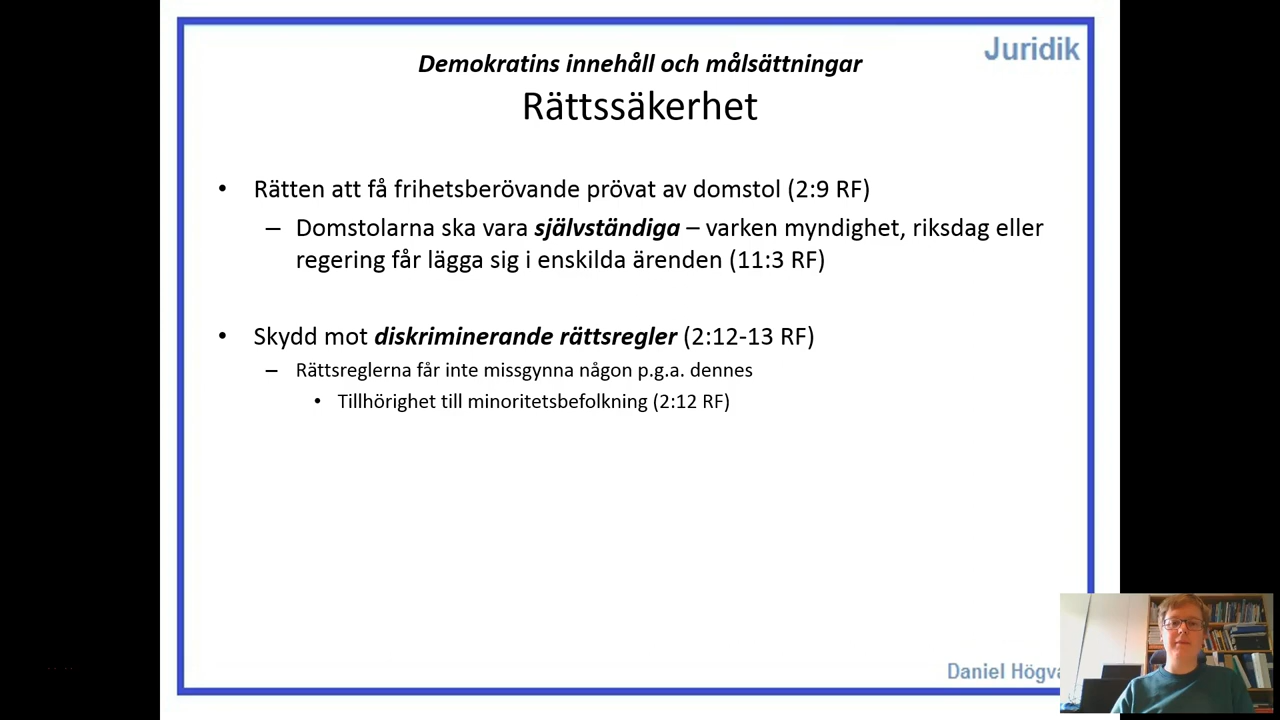 Juridik
Demokratins innehåll och målsättningar
Rättssäkerhet
• Rätten att få frihetsberövande prövat av domstol (2:9 RF)
– Domstolarna ska vara självständiga – varken myndighet, riksdag eller
regering får lägga sig i enskilda ärenden (11:3 RF)
• Skydd mot diskriminerande rättsregler (2:12-13 RF)
– Rättsreglerna får inte missgynna någon p.g.a. dennes
• Tillhörighet till minoritetsbefolkning (2:12 RF)
Daniel